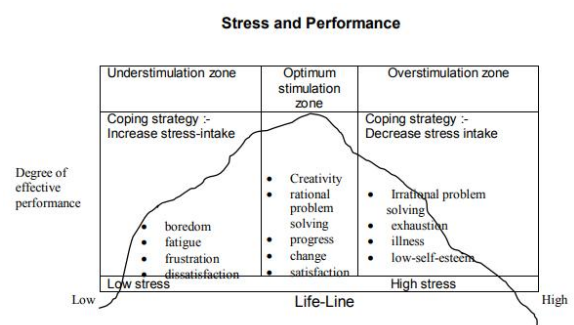 Stress and Performance
Understimulation zone
Optimum
stimulation
zone
Overstimulation zone
Coping strategy :-
Increase stress-intake
Coping strategy :-
Decrease stress intake
Degree of
effective
performance
• boredom
• fatigue
• frustration
• dissatisfaction
• Creativity
• rational
problem
solving
• progress
• change
• satisfaction
• Irrational problem
solving
• exhaustion
• illness
• low-self-esteem
Low stress
High stress
Low
Life-Line
High